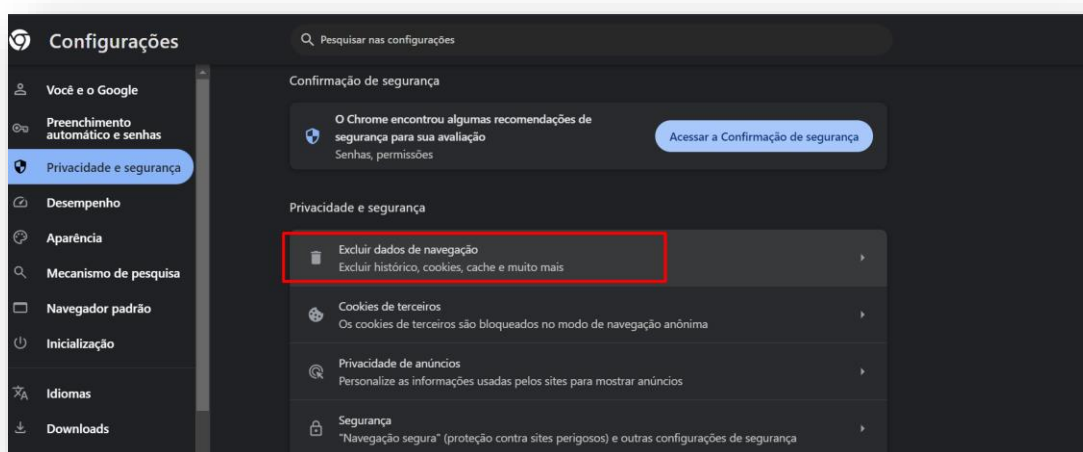 Configurações
Pesquisar nas configurações
Você e o Google
Preenchimento
automático e senhas
Privacidade e segurança
Desempenho
Aparência
Mecanismo de pesquisa
Navegador padrão
Inicialização
Idiomas
Downloads
Confirmação de segurança
O Chrome encontrou algumas recomendações de
segurança para sua avaliação
Senhas, permissões
Acessar a Confirmação de segurança
Privacidade e segurança
Excluir dados de navegação
Excluir histórico, cookies, cache e muito mais
Cookies de terceiros
Os cookies de terceiros são bloqueados no modo de navegação anônima
Privacidade de anúncios
Personalize as informações usadas pelos sites para mostrar anúncios
Segurança
"Navegação segura" (proteção contra sites perigosos) e outras configurações de segurança